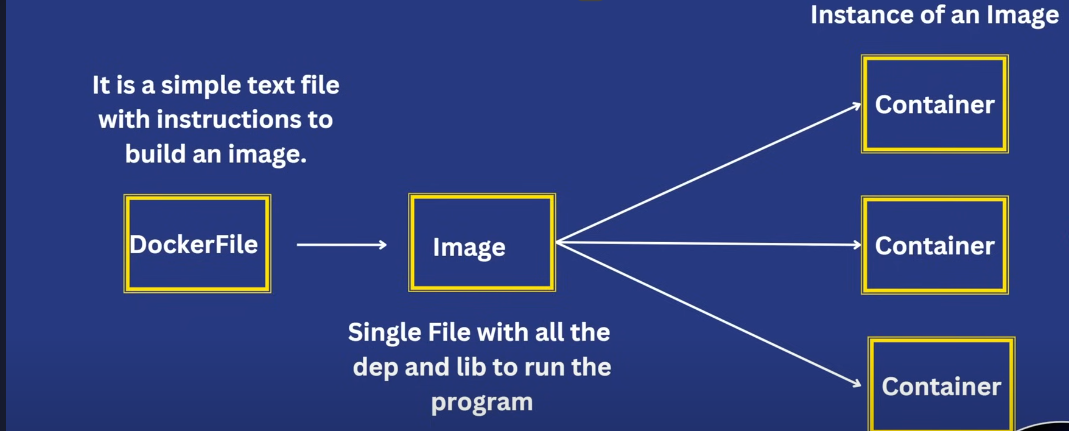 Instance of an Image
It is a simple text file
with instructions to
build an image.
Container
DockerFile
Image
Container
Single File with all the
dep and lib to run the
program
Container